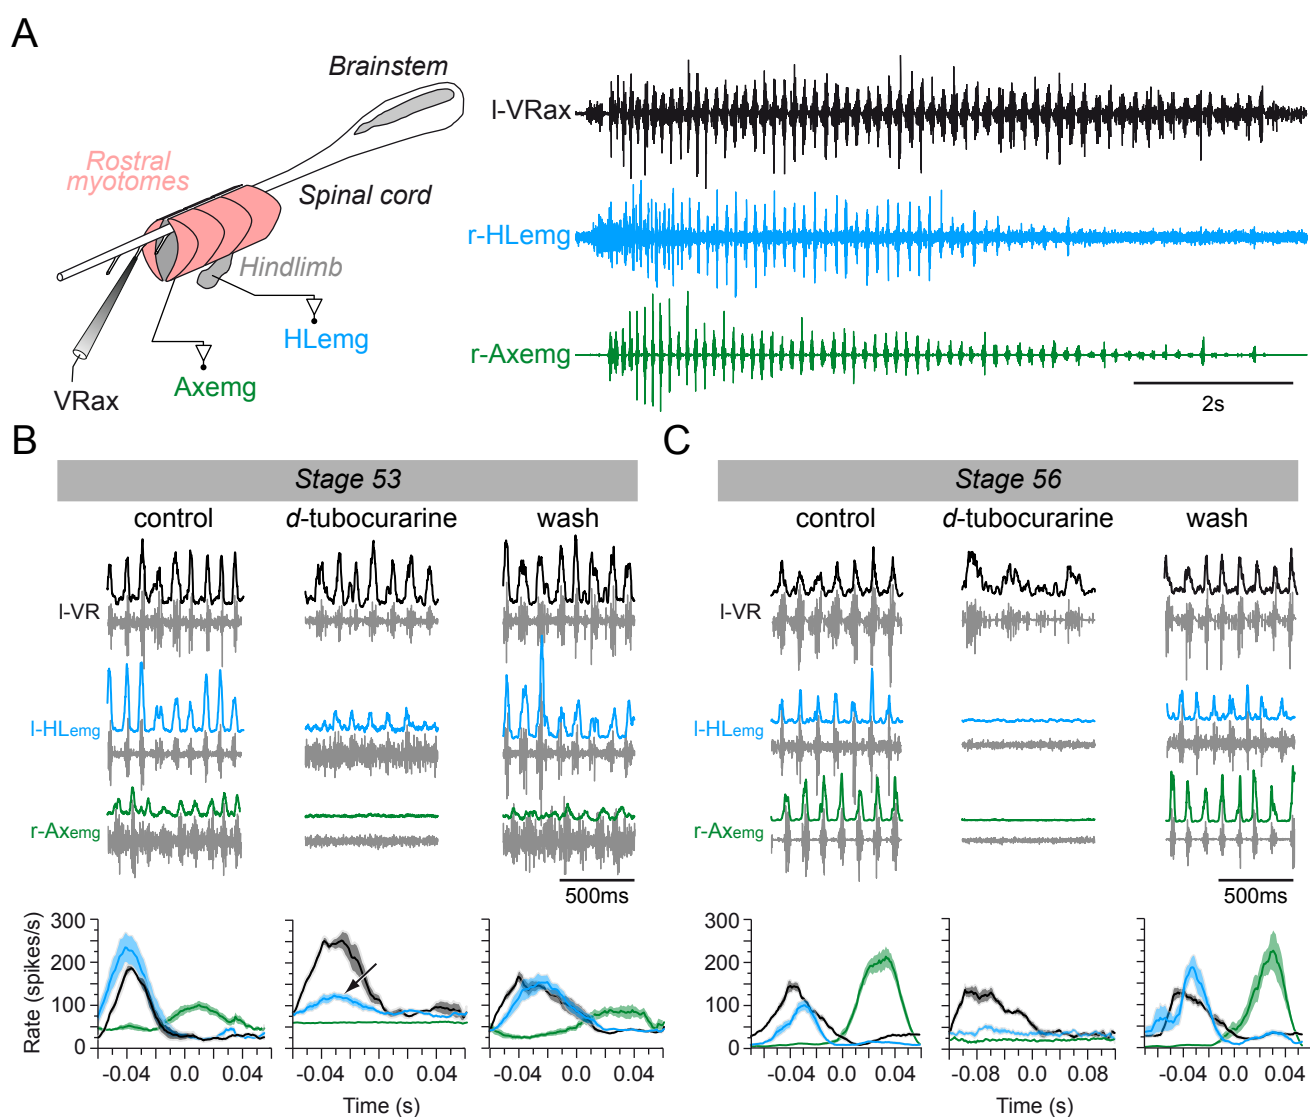 A
Brainstem
Rostral
myotomes
Spinal cord
Hindlimb
HLemg
Axemg
VRax
l-VRax
r-HLemg
r-Axemg
2s
B
Stage 53
control
d-tubocurarine
wash
l-VR
l-HLemg
r-Axemg
500ms
Rate (spikes/s)
300
200
100
0
-0.04 0.0 0.04
-0.04 0.0 0.04
-0.04 0.0 0.04
Time (s)
C
Stage 56
control
d-tubocurarine
wash
l-VR
l-HLemg
r-Axemg
500ms
300
200
100
0
-0.04 0.0 0.04
-0.08 0.0 0.08
-0.04 0.0 0.04
Time (s)